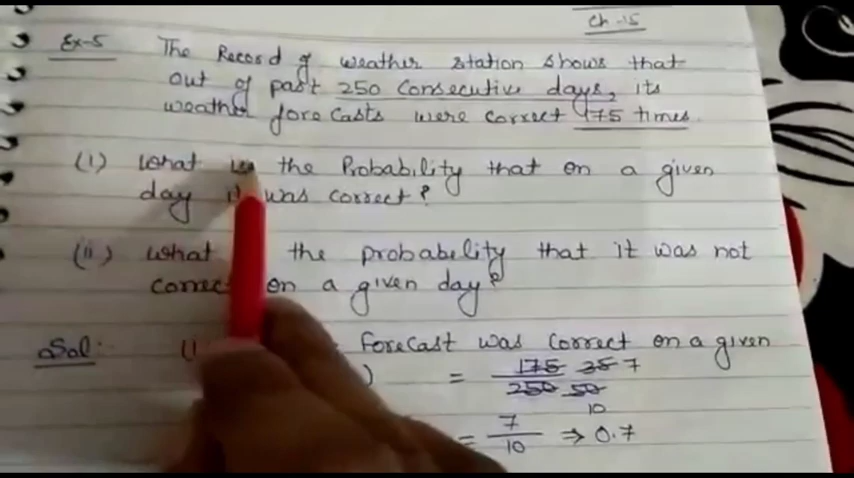 Ch-15
Ex-5 The Record of weather station shows that
out of past 250 consecutive days, its
weather forecasts were correct 175 times.
(i) What is the Probability that on a given
day it was correct?
(ii) what the probability that it was not
correct on a given day?
Sol:- (i forecast was correct on a given
) = 175 35 7
250 50
10
= 7/10 ⇒ 0.7